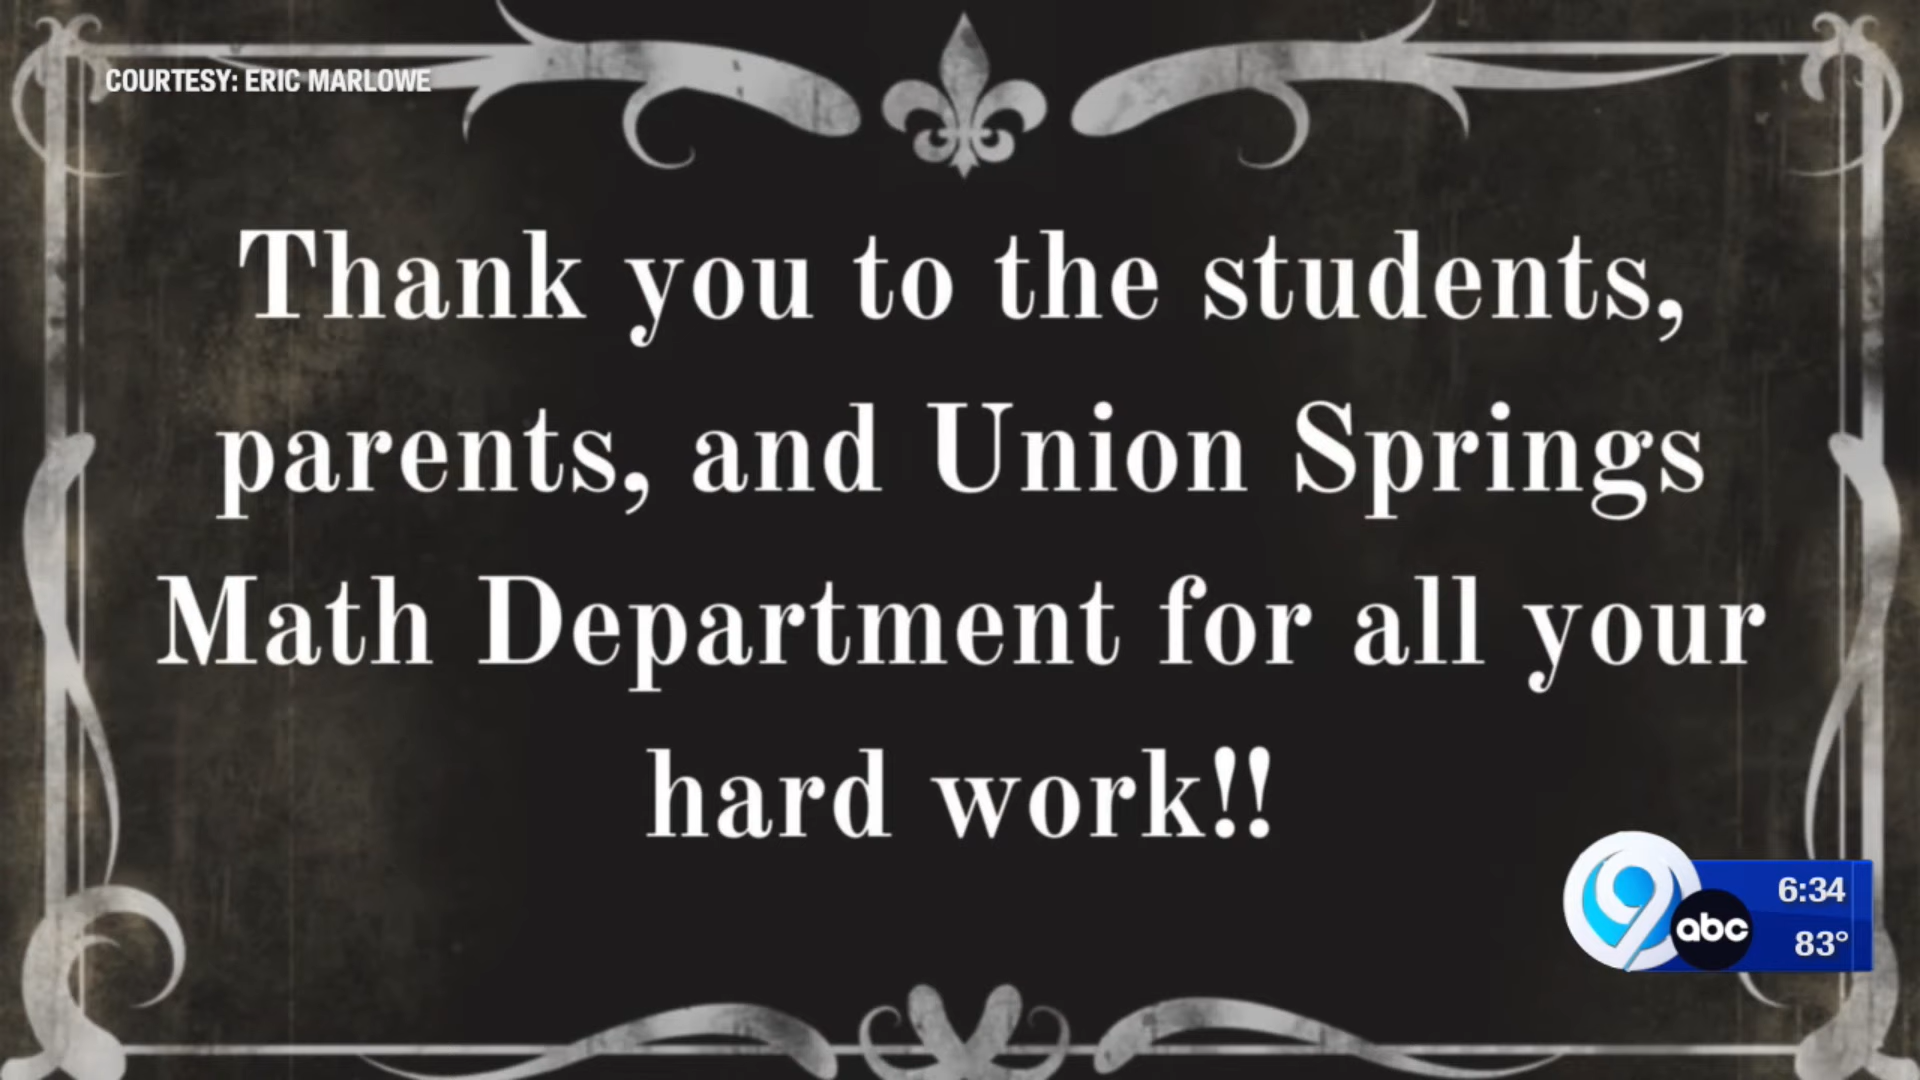 COURTESY: ERIC MARLOWE
Thank you to the students,
parents, and Union Springs
Math Department for all your
hard work!!
9
abc
6:34
83°